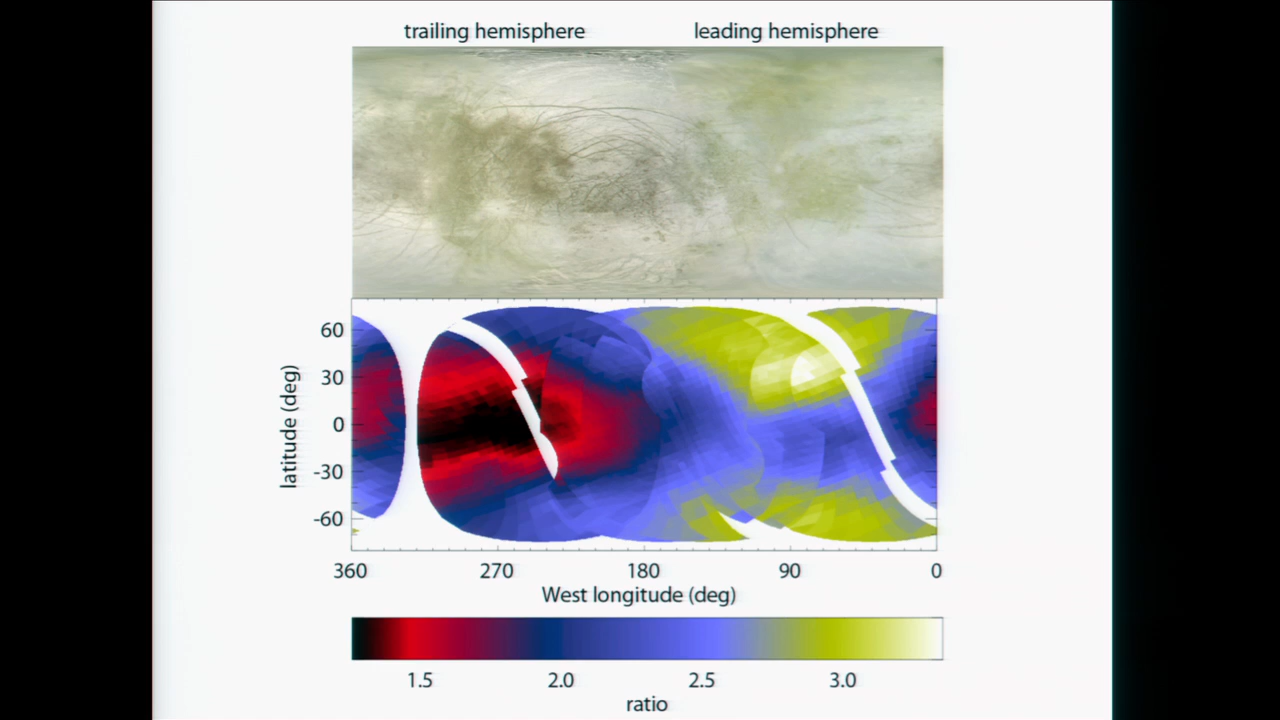 trailing hemisphere leading hemisphere
60
30
0
-30
-60
latitude (deg)
360 270 180 90 0
West longitude (deg)
1.5 2.0 2.5 3.0
ratio